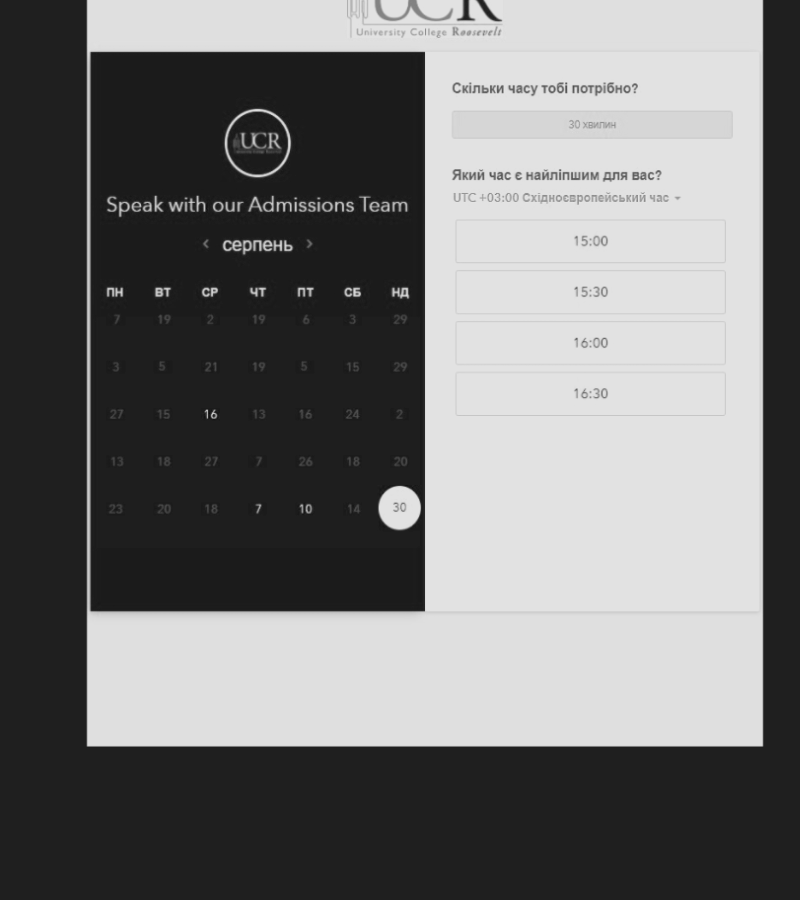 UCR
University College Roosevelt
UCR
Speak with our Admissions Team
‹ серпень ›
ПН ВТ СР ЧТ ПТ СБ НД
7 19 2 19 6 3 29
3 5 21 19 5 15 29
27 15 16 13 16 24 2
13 18 27 7 26 18 20
23 20 18 7 10 14 30
Скільки часу тобі потрібно?
30 хвилин
Який час є найліпшим для вас?
UTC +03:00 Східноєвропейський час
15:00
15:30
16:00
16:30